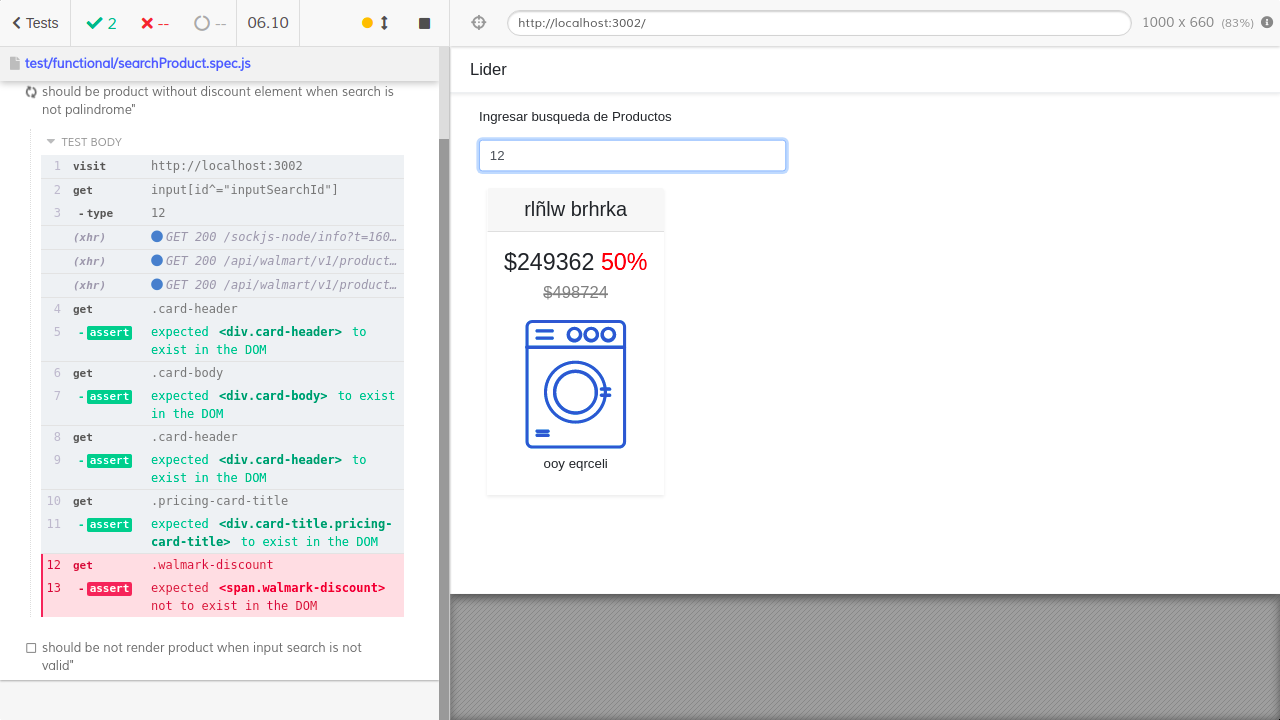 Tests
2
--
--
06.10
http://localhost:3002/
1000 x 660 (83%)
test/functional/searchProduct.spec.js
should be product without discount element when search is
not palindrome"
TEST BODY
1 visit http://localhost:3002
2 get input[id^="inputSearchId"]
3 - type 12
(xhr) GET 200 /sockjs-node/info?t=160…
(xhr) GET 200 /api/walmart/v1/product…
(xhr) GET 200 /api/walmart/v1/product…
4 get .card-header
5 - assert expected <div.card-header> to
exist in the DOM
6 get .card-body
7 - assert expected <div.card-body> to exist
in the DOM
8 get .card-header
9 - assert expected <div.card-header> to
exist in the DOM
10 get .pricing-card-title
11 - assert expected <div.card-title.pricing-
card-title> to exist in the DOM
12 get .walmark-discount
13 - assert expected <span.walmark-discount>
not to exist in the DOM
should be not render product when input search is not
valid"
Lider
Ingresar busqueda de Productos
12
rlñlw brhrka
$249362 50%
$498724
ooy eqrceli